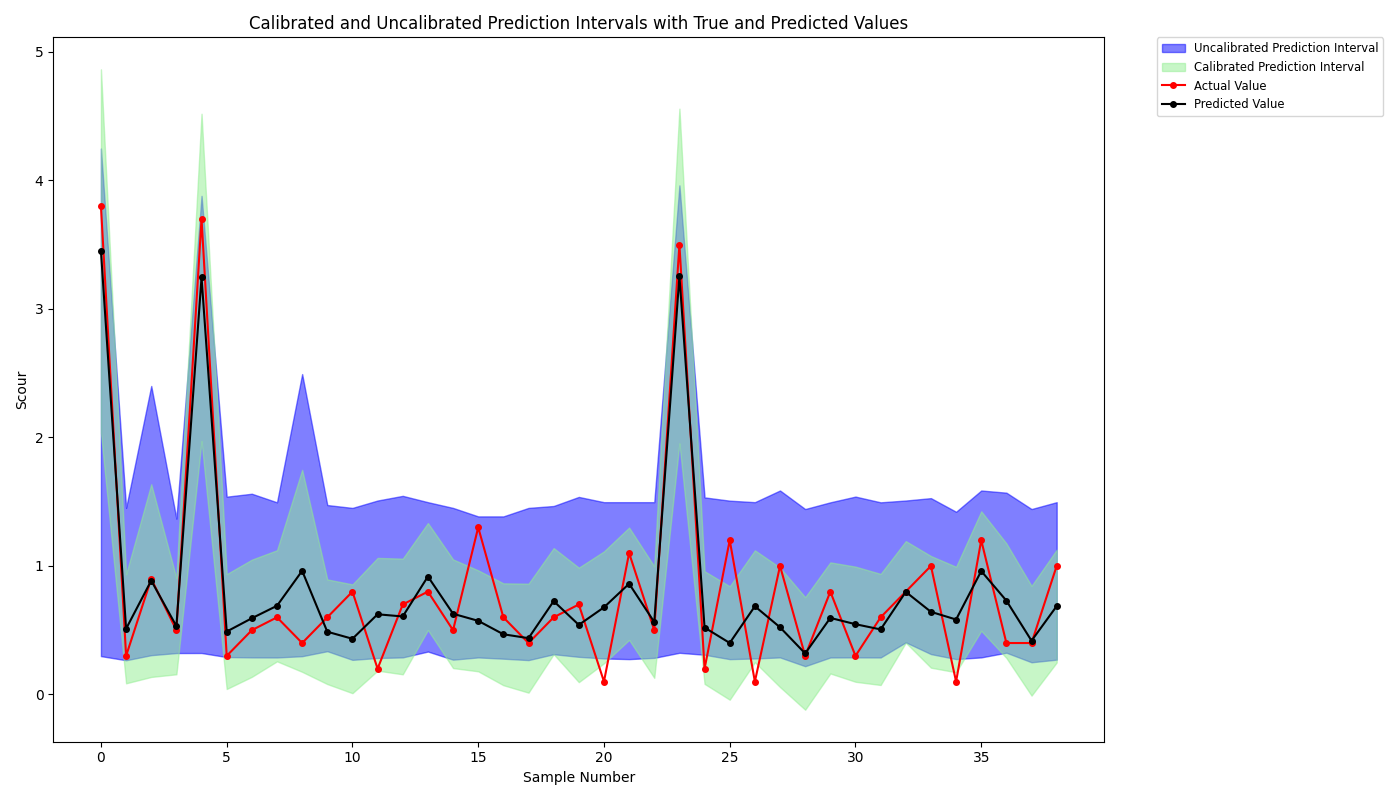 Calibrated and Uncalibrated Prediction Intervals with True and Predicted Values
Uncalibrated Prediction Interval
Calibrated Prediction Interval
Actual Value
Predicted Value
5
4
3
2
1
0
Scour
0 5 10 15 20 25 30 35
Sample Number